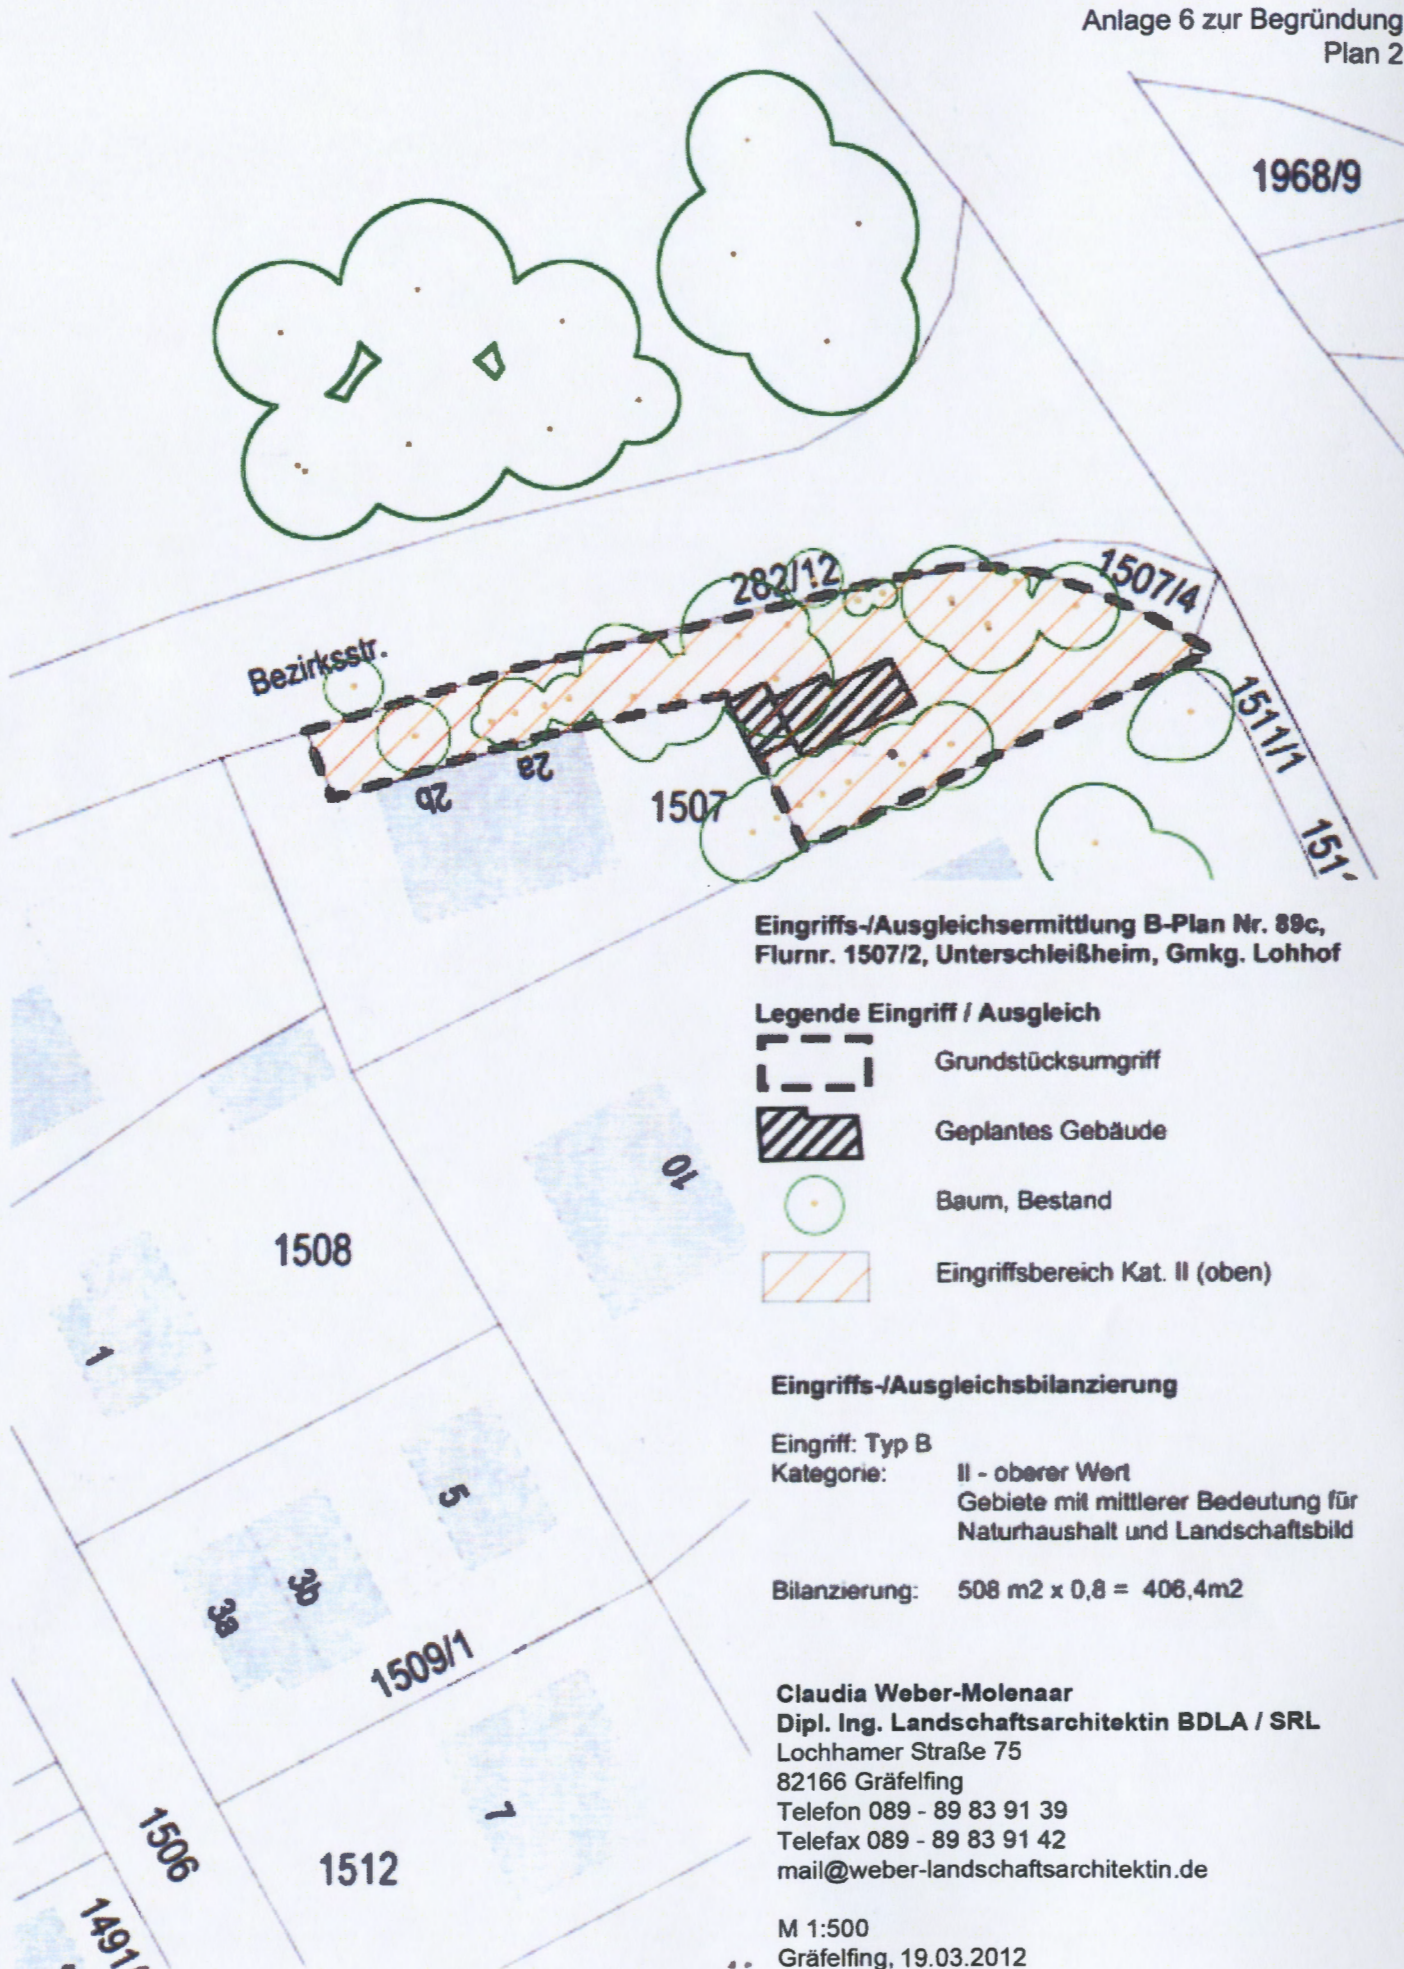 Anlage 6 zur Begründung
Plan 2
1968/9
282/12
1507/4
Bezirksstr.
1511/1
2a
2b
1507
Eingriffs-/Ausgleichsermittlung B-Plan Nr. 89c,
Flurnr. 1507/2, Unterschleißheim, Gmkg. Lohhof
Legende Eingriff / Ausgleich
Grundstücksumgriff
Geplantes Gebäude
Baum, Bestand
Eingriffsbereich Kat. II (oben)
10
1508
1
Eingriffs-/Ausgleichsbilanzierung
Eingriff: Typ B
Kategorie: II - oberer Wert
Gebiete mit mittlerer Bedeutung für
Naturhaushalt und Landschaftsbild
Bilanzierung: 508 m2 x 0,8 = 406,4m2
5
3b
3a
1509/1
7
1506
1512
Claudia Weber-Molenaar
Dipl. Ing. Landschaftsarchitektin BDLA / SRL
Lochhamer Straße 75
82166 Gräfelfing
Telefon 089 - 89 83 91 39
Telefax 089 - 89 83 91 42
mail@weber-landschaftsarchitektin.de
M 1:500
Gräfelfing, 19.03.2012